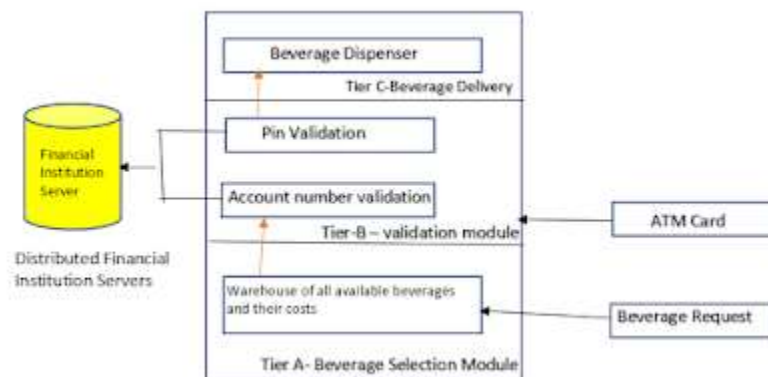 Beverage Dispenser
Tier C-Beverage Delivery
Pin Validation
Financial
Institution
Server
Account number validation
Tier-B – validation module
ATM Card
Distributed Financial
Institution Servers
Warehouse of all available beverages
and their costs
Beverage Request
Tier A- Beverage Selection Module